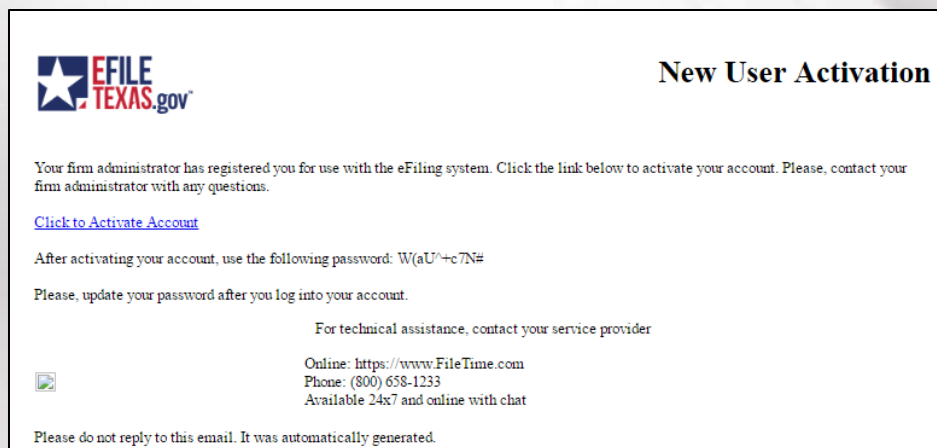 EFILE
TEXAS.gov™
New User Activation
Your firm administrator has registered you for use with the eFiling system. Click the link below to activate your account. Please, contact your
firm administrator with any questions.
Click to Activate Account
After activating your account, use the following password: W(aU^+c7N#
Please, update your password after you log into your account.
For technical assistance, contact your service provider
Online: https://www.FileTime.com
Phone: (800) 658-1233
Available 24x7 and online with chat
Please do not reply to this email. It was automatically generated.